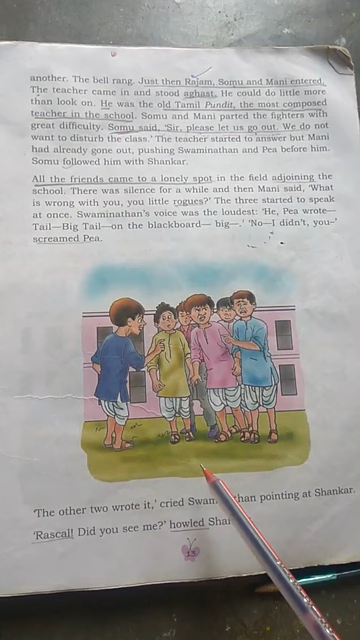 another. The bell rang. Just then Rajam, Somu and Mani entered.
The teacher came in and stood aghast. He could do little more
than look on. He was the old Tamil Pundit, the most composed
teacher in the school. Somu and Mani parted the fighters with
great difficulty. Somu said, 'Sir, please let us go out. We do not
want to disturb the class.' The teacher started to answer but Mani
had already gone out, pushing Swaminathan and Pea before him.
Somu followed him with Shankar.
All the friends came to a lonely spot in the field adjoining the
school. There was silence for a while and then Mani said, 'What
is wrong with you, you little rogues?' The three started to speak
at once. Swaminathan's voice was the loudest: 'He, Pea wrote—
Tail—Big Tail—on the blackboard— big—.' 'No—I didn't, you–'
screamed Pea.
'The other two wrote it,' cried Swam than pointing at Shankar.
'Rascal! Did you see me?' howled Sha
15